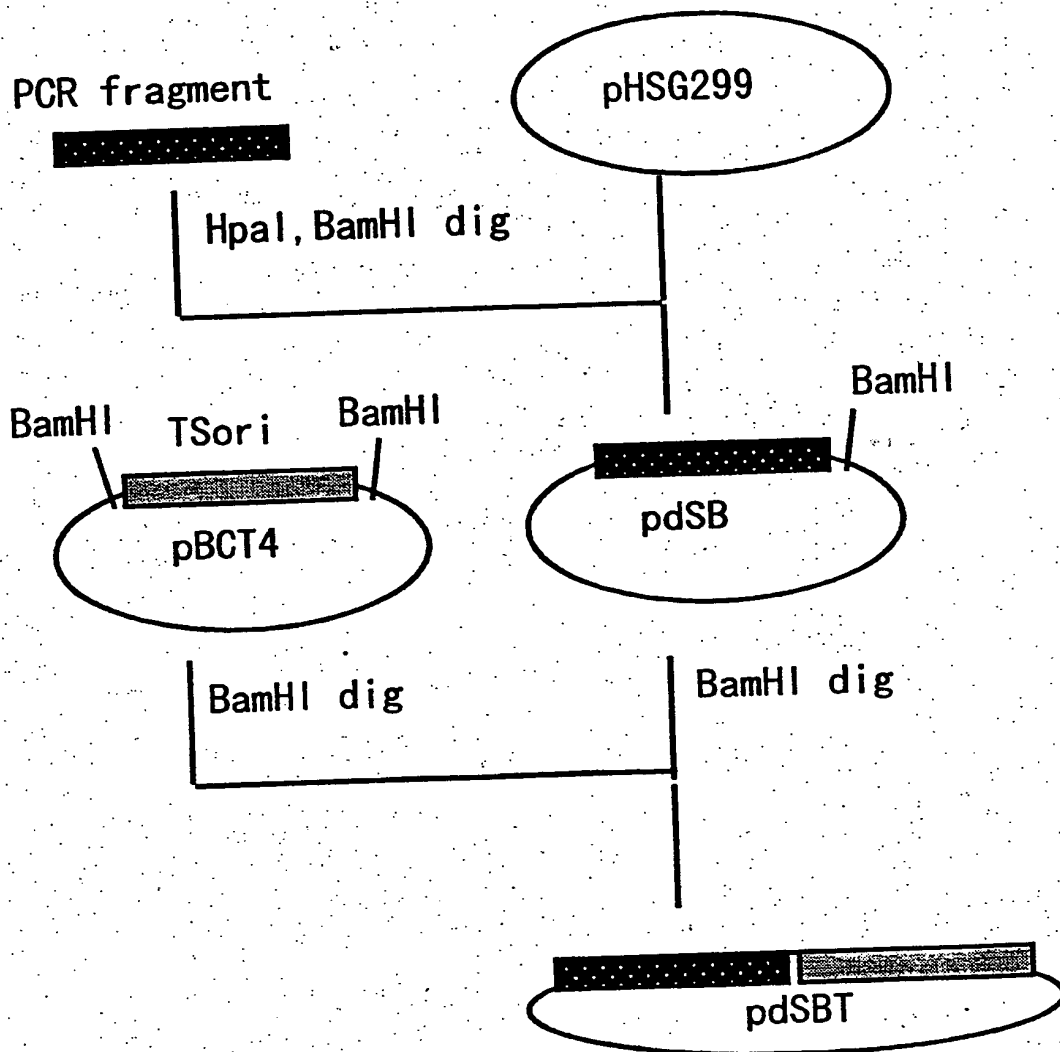 PCR fragment
pHSG299
HpaI, BamHI dig
BamHI
TSori
BamHI
BamHI
pBCT4
pdSB
BamHI dig
BamHI dig
pdSBT